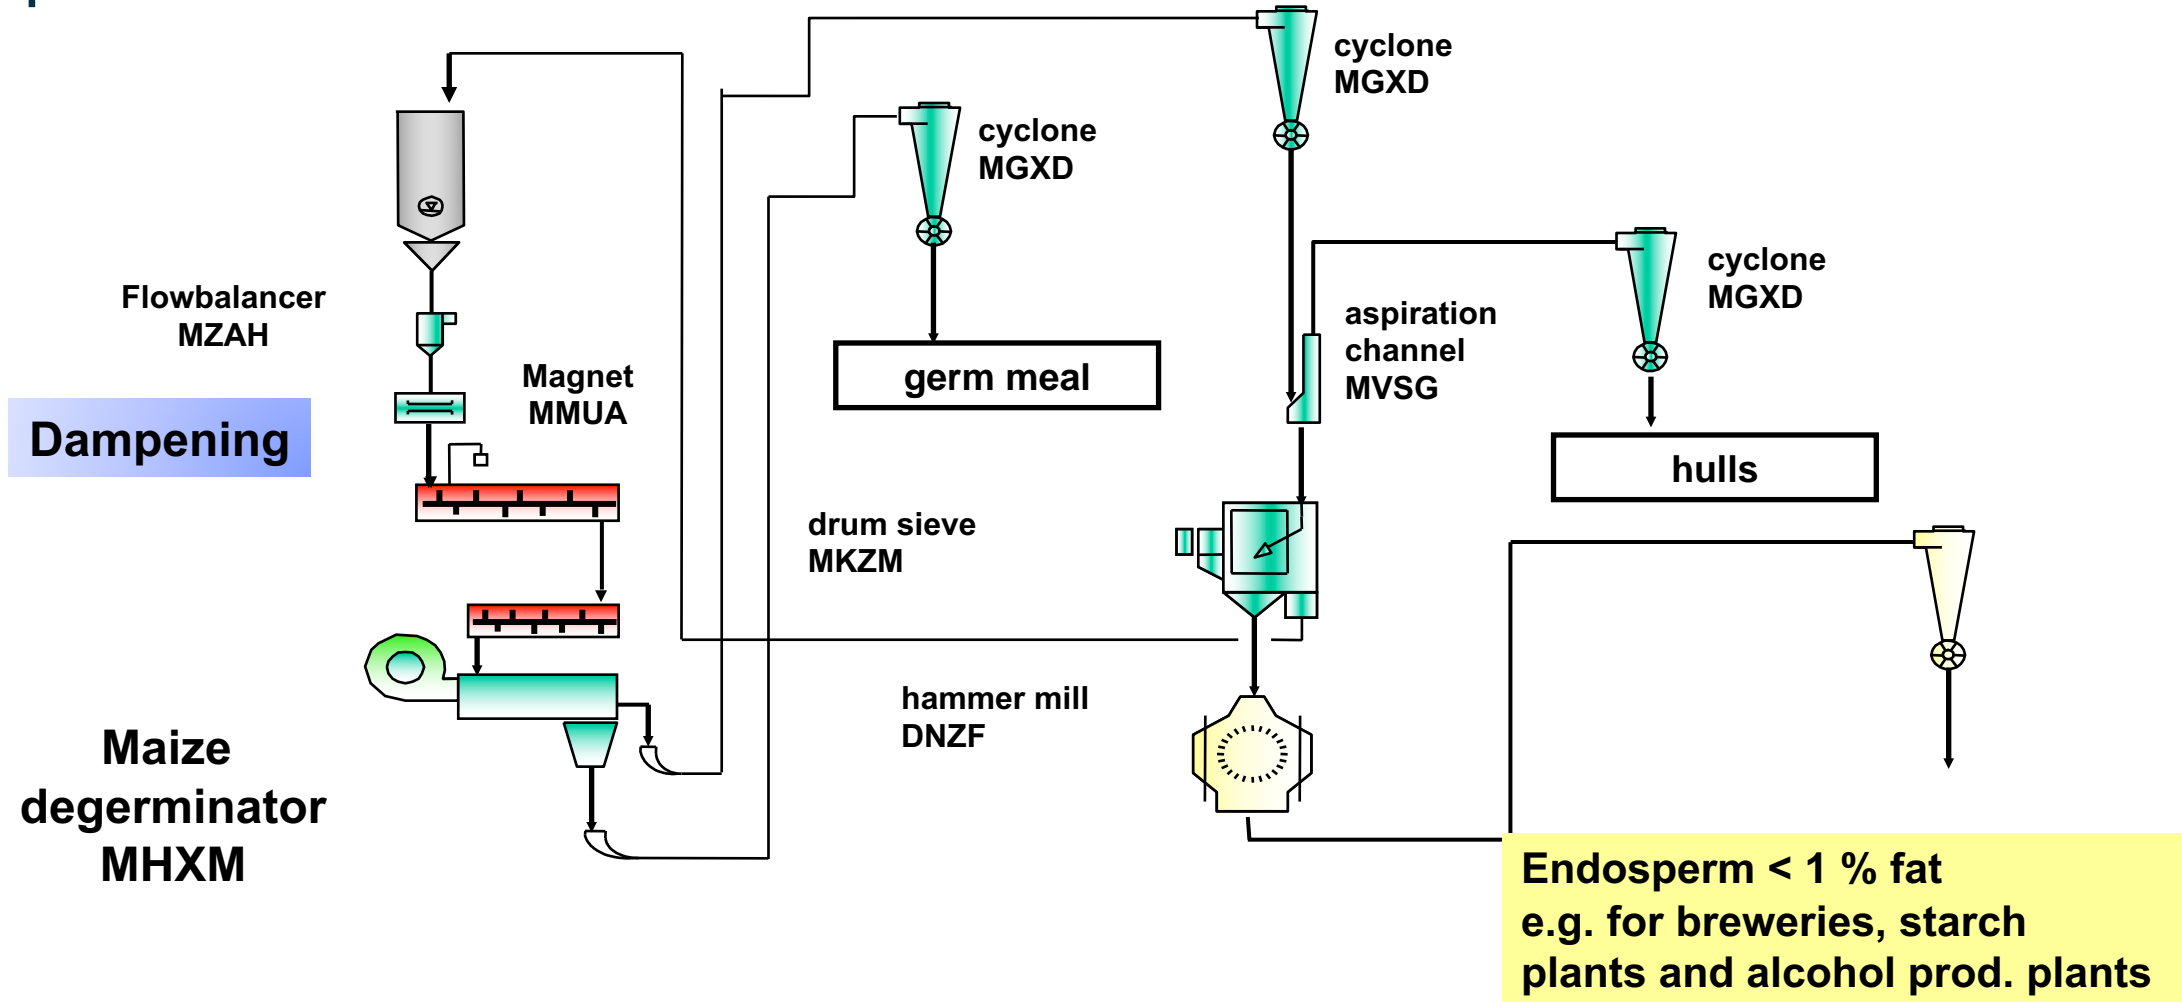 cyclone
MGXD
cyclone
MGXD
cyclone
MGXD
Flowbalancer
MZAH
aspiration
channel
MVSG
Magnet
MMUA
germ meal
Dampening
hulls
drum sieve
MKZM
hammer mill
DNZF
Maize
degerminator
MHXM
Endosperm < 1 % fat
e.g. for breweries, starch
plants and alcohol prod. plants